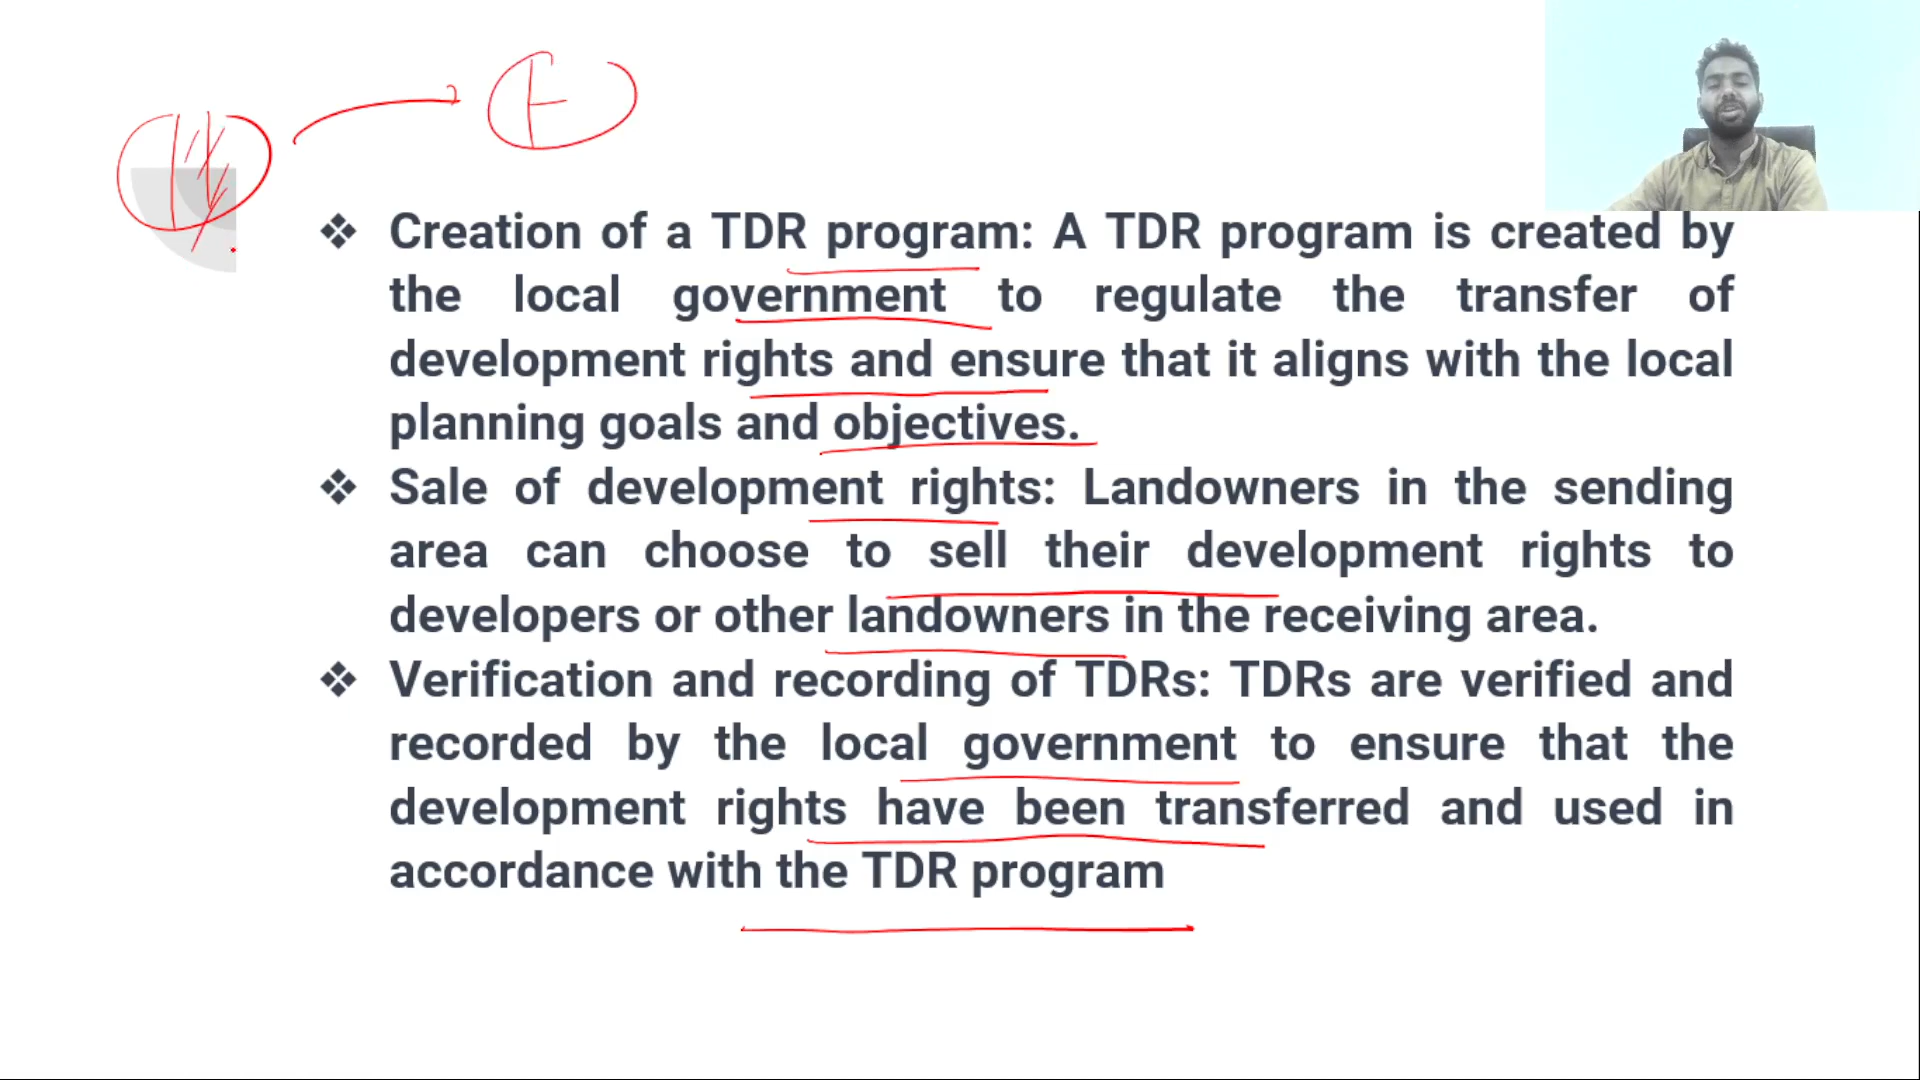 ❖ Creation of a TDR program: A TDR program is created by
the local government to regulate the transfer of
development rights and ensure that it aligns with the local
planning goals and objectives.
❖ Sale of development rights: Landowners in the sending
area can choose to sell their development rights to
developers or other landowners in the receiving area.
❖ Verification and recording of TDRs: TDRs are verified and
recorded by the local government to ensure that the
development rights have been transferred and used in
accordance with the TDR program